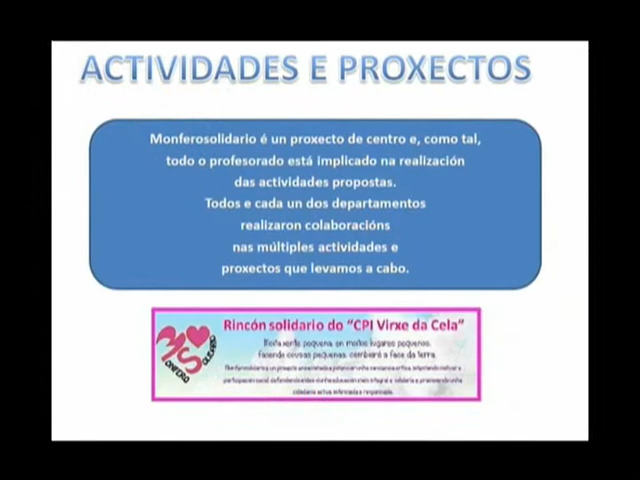 ACTIVIDADES E PROXECTOS
Monferosolidario é un proxecto de centro e, como tal,
todo o profesorado está implicado na realización
das actividades propostas.
Todos e cada un dos departamentos
realizaron colaboracións
nas múltiples actividades e
proxectos que levamos a cabo.
Rincón solidario do "CPI Virxe da Cela"
Moita xente pequena, en moitos lugares pequenos,
facendo cousas pequenas, cambiará a face da terra.
MONFERO
SOLIDARIO